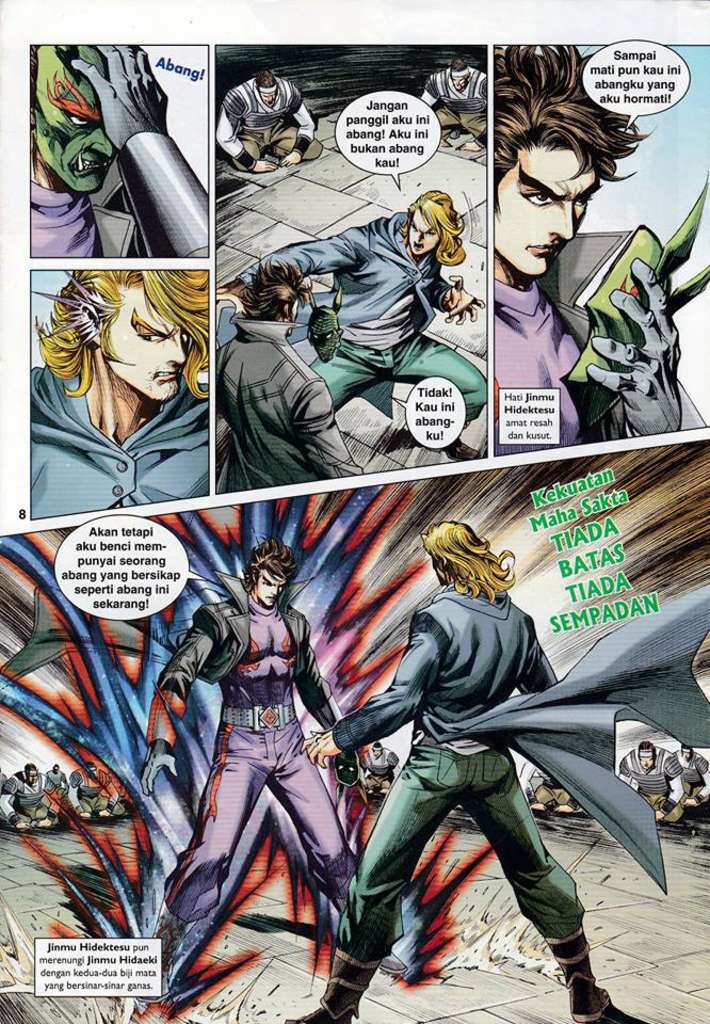 Abang!
Jangan
panggil aku
abang! Aku ini
bukan abang
kau!
Tidak!
Kau ini
abang-
ku!
Sampai
mati pun kau ini
abangku yang
aku hormati!
Hati Jinmu
Hidektesu
amat resah
dan kusut.
8
Akan tetapi
aku benci mem-
punyai seorang
abang yang bersikap
seperti abang ini
sekarang!
Kekuatan
Maha Sakta
TIADA
BATAS
TIADA
SEMPADAN
Jinmu Hidektesu pun
merenungi Jinmu Hidaeki
dengan kedua-dua biji mata
yang bersinar-sinar ganas.